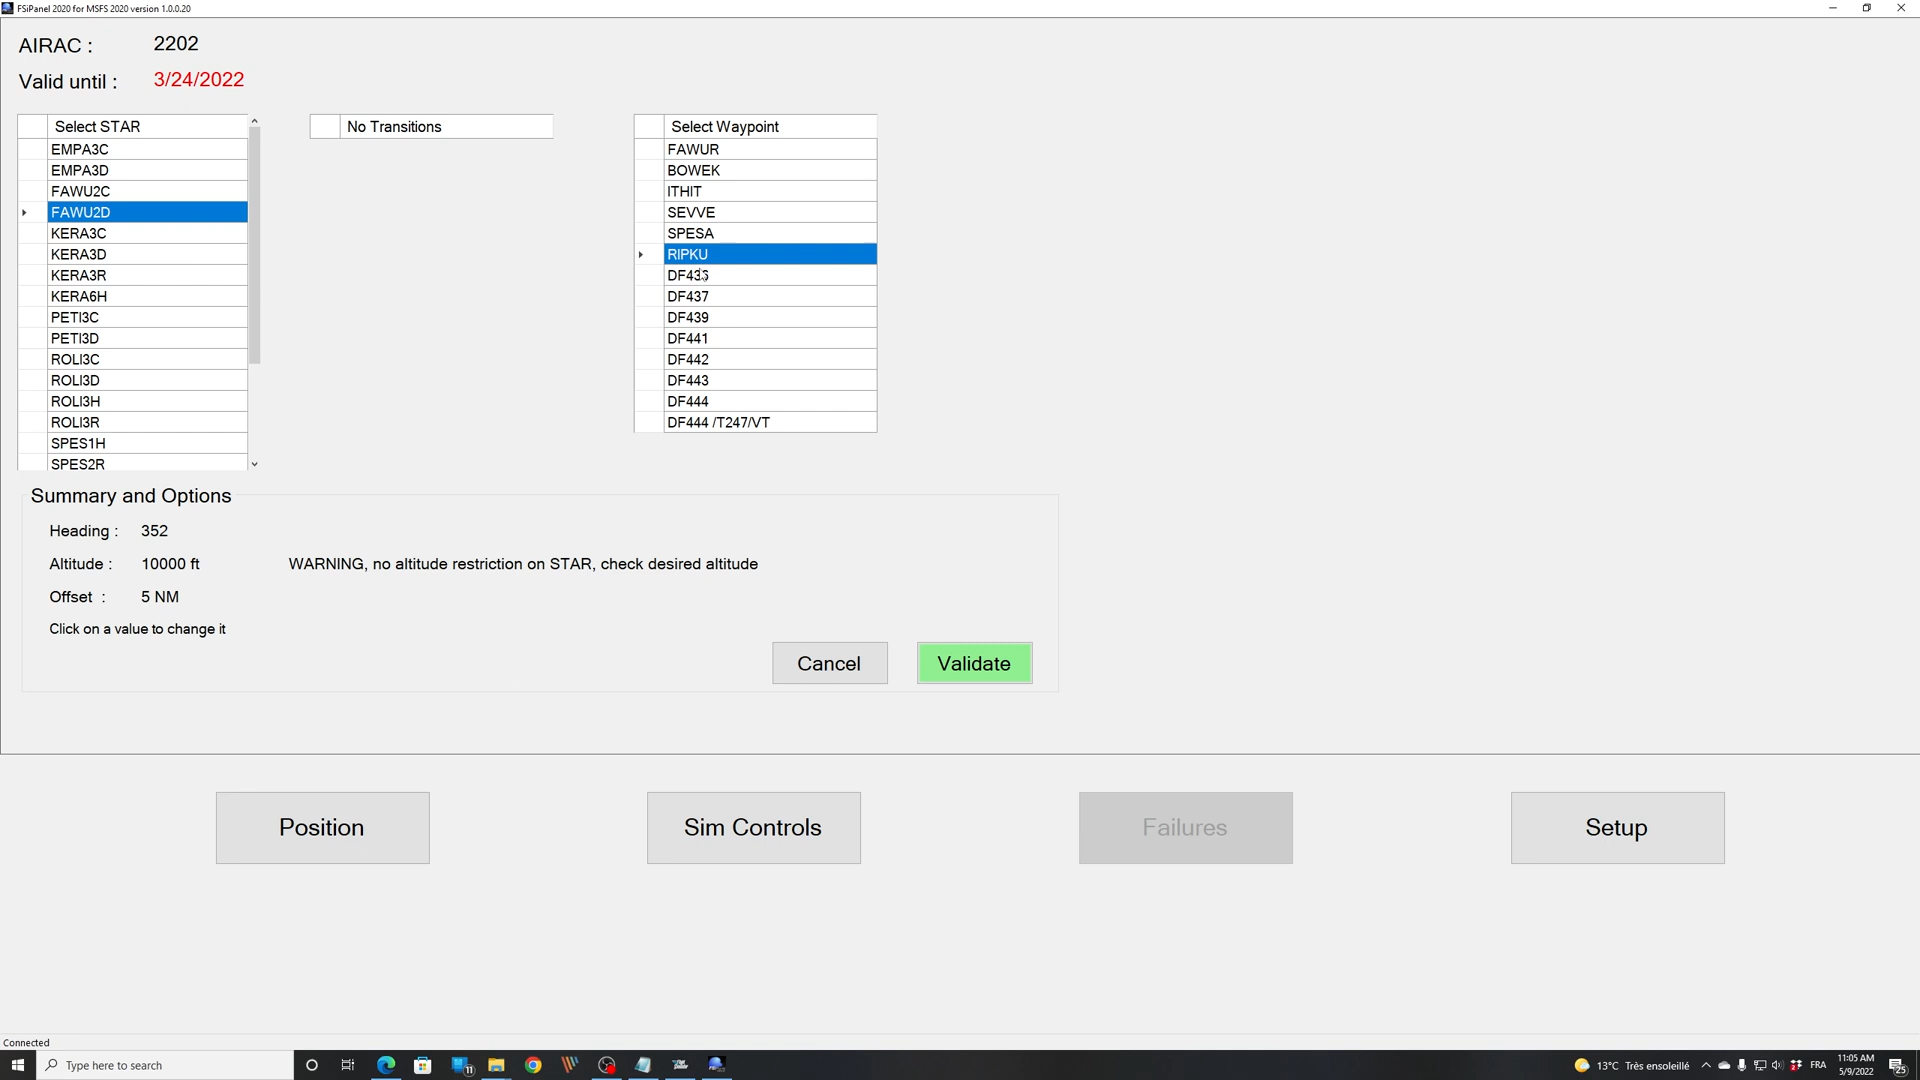 FSiPanel 2020 for MSFS 2020 version 1.0.0.20
AIRAC : 2202
Valid until : 3/24/2022
Select STAR
EMPA3C
EMPA3D
FAWU2C
FAWU2D
KERA3C
KERA3D
KERA3R
KERA6H
PETI3C
PETI3D
ROLI3C
ROLI3D
ROLI3H
ROLI3R
SPES1H
SPES2R
No Transitions
Select Waypoint
FAWUR
BOWEK
ITHIT
SEVVE
SPESA
RIPKU
DF436
DF437
DF439
DF441
DF442
DF443
DF444
DF444 /T247/VT
Summary and Options
Heading : 352
Altitude : 10000 ft WARNING, no altitude restriction on STAR, check desired altitude
Offset : 5 NM
Click on a value to change it
Cancel Validate
Position Sim Controls Failures Setup
Connected
Type here to search
11
13°C Très ensoleillé
FRA
11:05 AM
5/9/2022
25